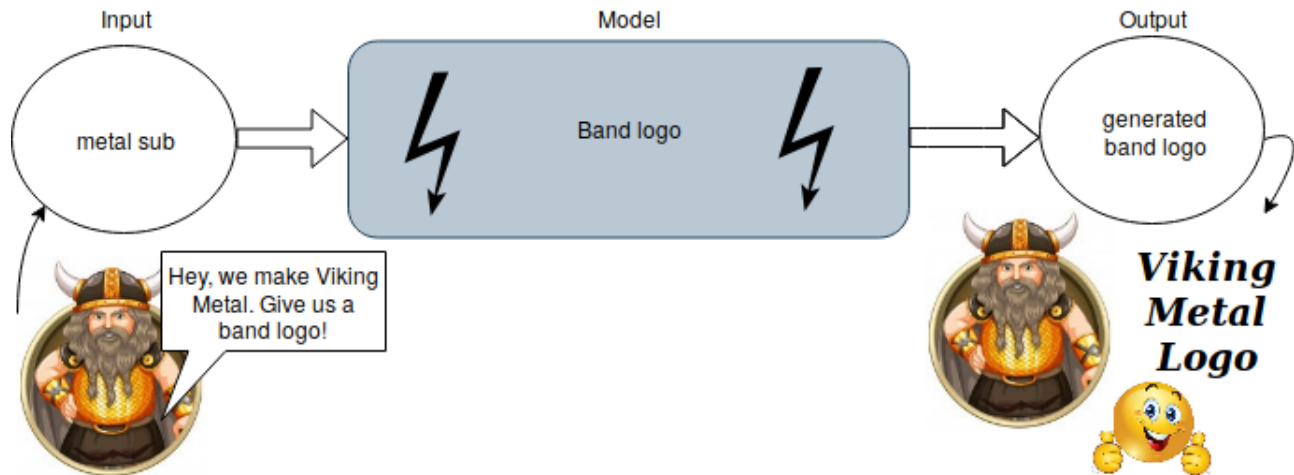 Input
Model
Output
metal sub
Band logo
generated
band logo
Hey, we make Viking
Metal. Give us a
band logo!
Viking
Metal
Logo